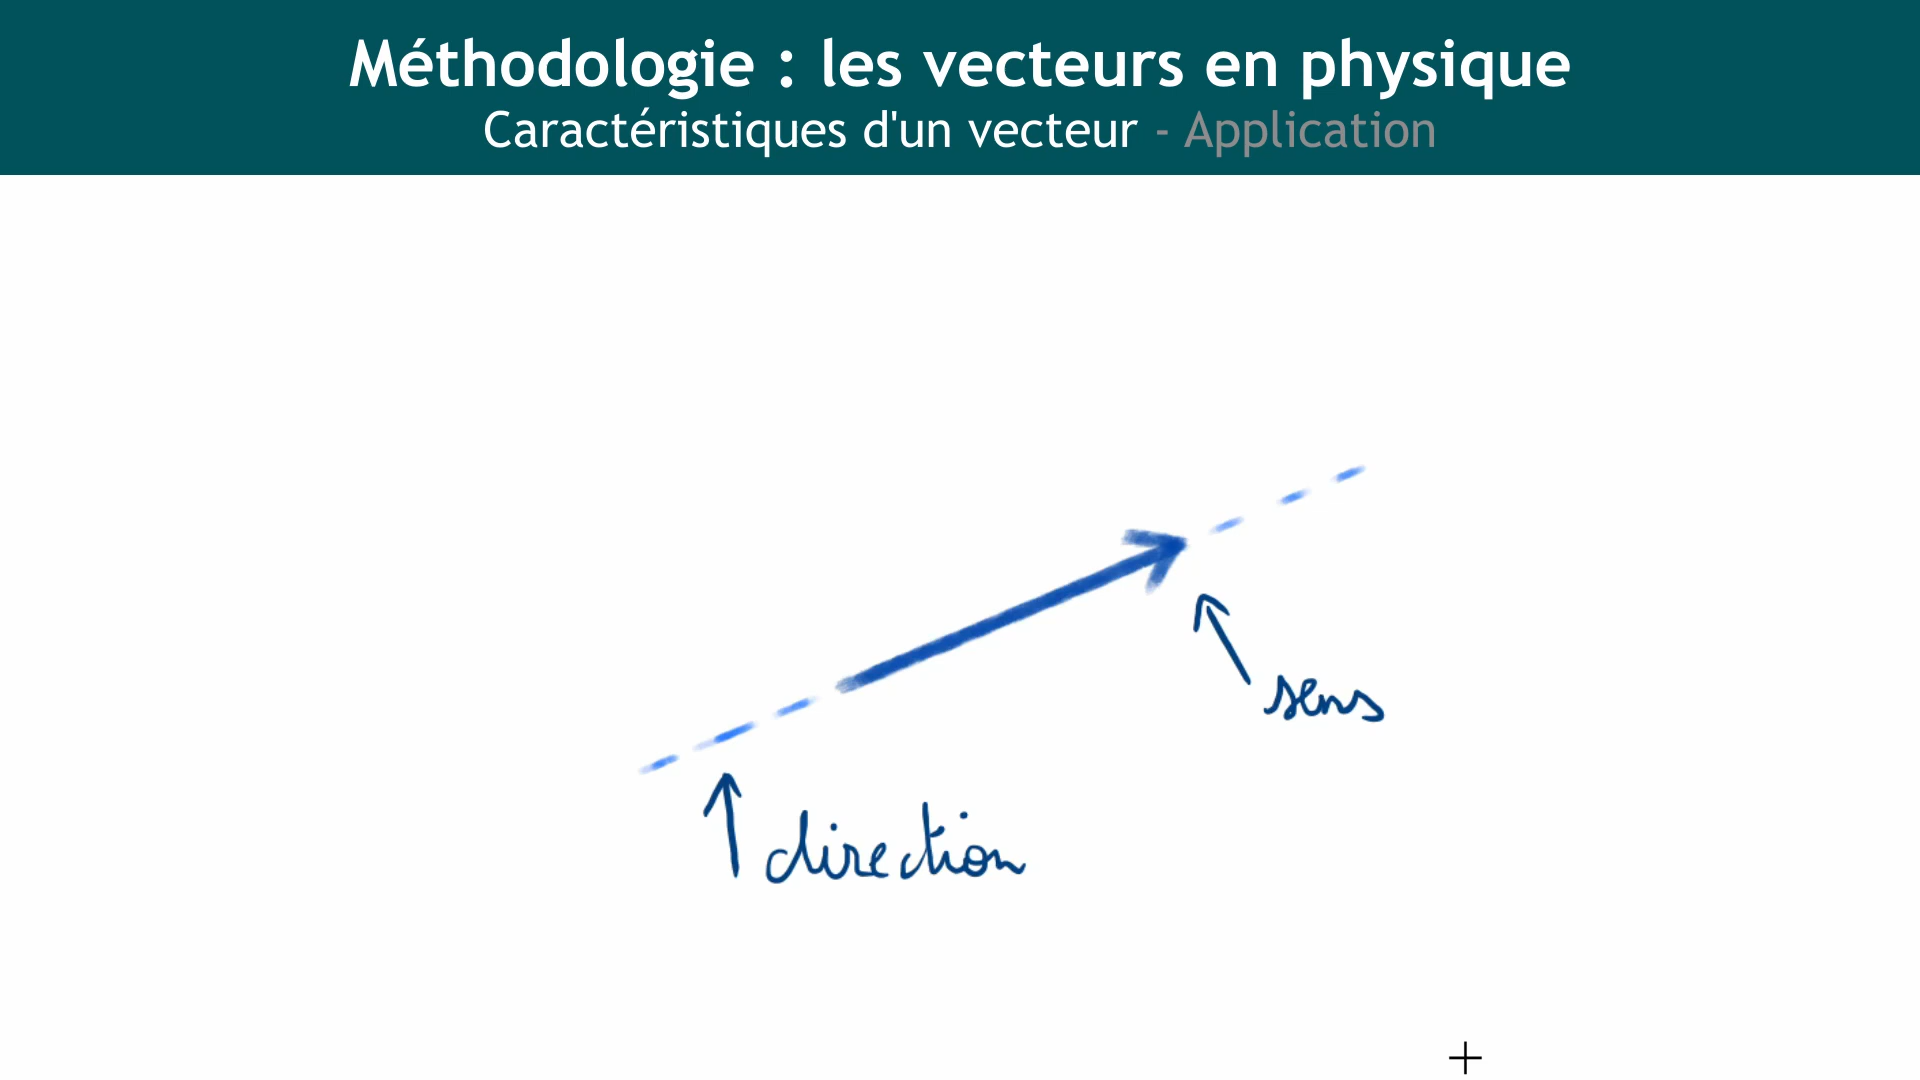 Méthodologie : les vecteurs en physique
Caractéristiques d'un vecteur - Application
sens
direction